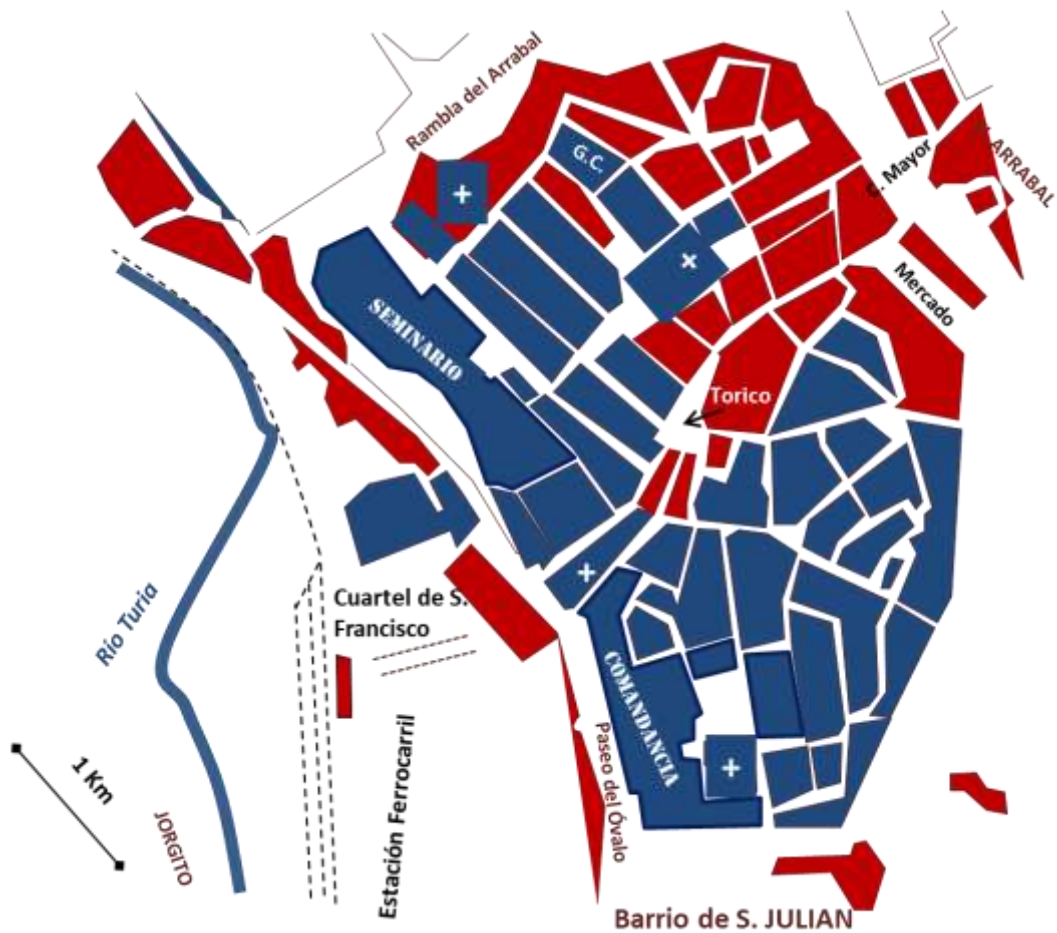 Rambla del Arrabal
G.C.
C. Mayor
ARRABAL
Mercado
SEMINARIO
Torico
Río Turia
Cuartel de S.
Francisco
COMANDANCIA
Paseo del Óvalo
1 Km
JORGITO
Estación Ferrocarril
Barrio de S. JULIAN